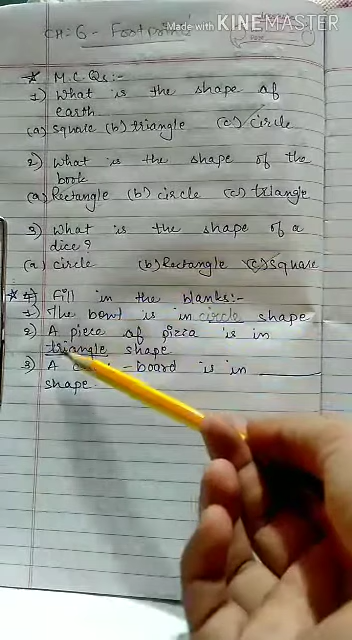 Made with KINEMASTER
CH:- 6 - Footprint
* M.C.Qs:-
1) What is the shape of
earth
(a) square (b) triangle (c) circle
2) What is the shape of the
book
(a) Rectangle (b) circle (c) triangle
3) What is the shape of a
dice?
(a) circle (b) Rectangle (c) square
* Fill in the blanks:-
1) The bowl is in circle shape
2) A piece of pizza is in
triangle shape
3) A -board is in ______
shape.